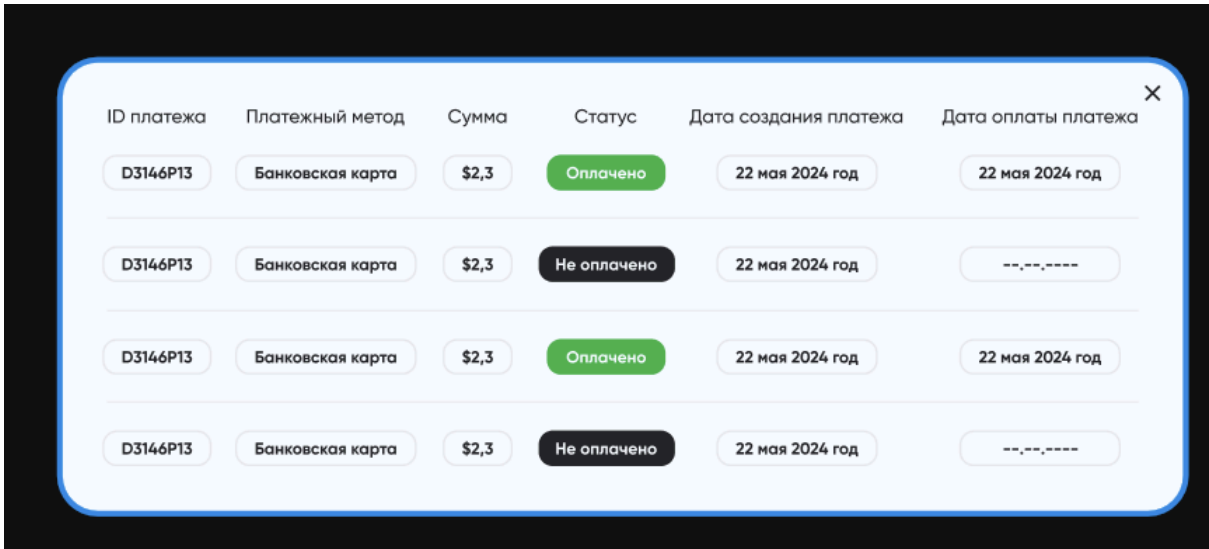 ID платежа Платежный метод Сумма Статус Дата создания платежа Дата оплаты платежа
D3146P13 Банковская карта $2,3 Оплачено 22 мая 2024 год 22 мая 2024 год
D3146P13 Банковская карта $2,3 Не оплачено 22 мая 2024 год --.--.----
D3146P13 Банковская карта $2,3 Оплачено 22 мая 2024 год 22 мая 2024 год
D3146P13 Банковская карта $2,3 Не оплачено 22 мая 2024 год --.--.----